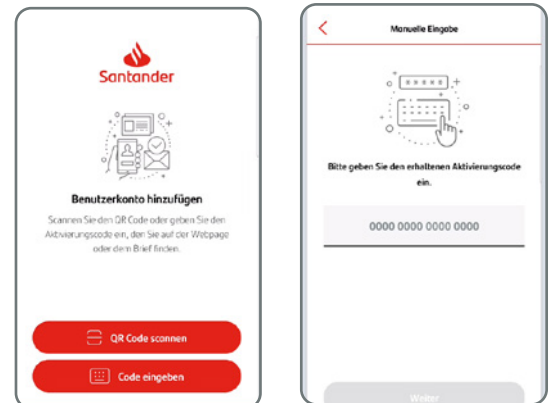 Santander
Benutzerkonto hinzufügen
Scannen Sie den QR Code oder geben Sie den
Aktivierungscode ein, den Sie auf der Webpage
oder dem Brief finden.
QR Code scannen
Code eingeben
Manuelle Eingabe
Bitte geben Sie den erhaltenen Aktivierungscode
ein.
0000 0000 0000 0000
Weiter